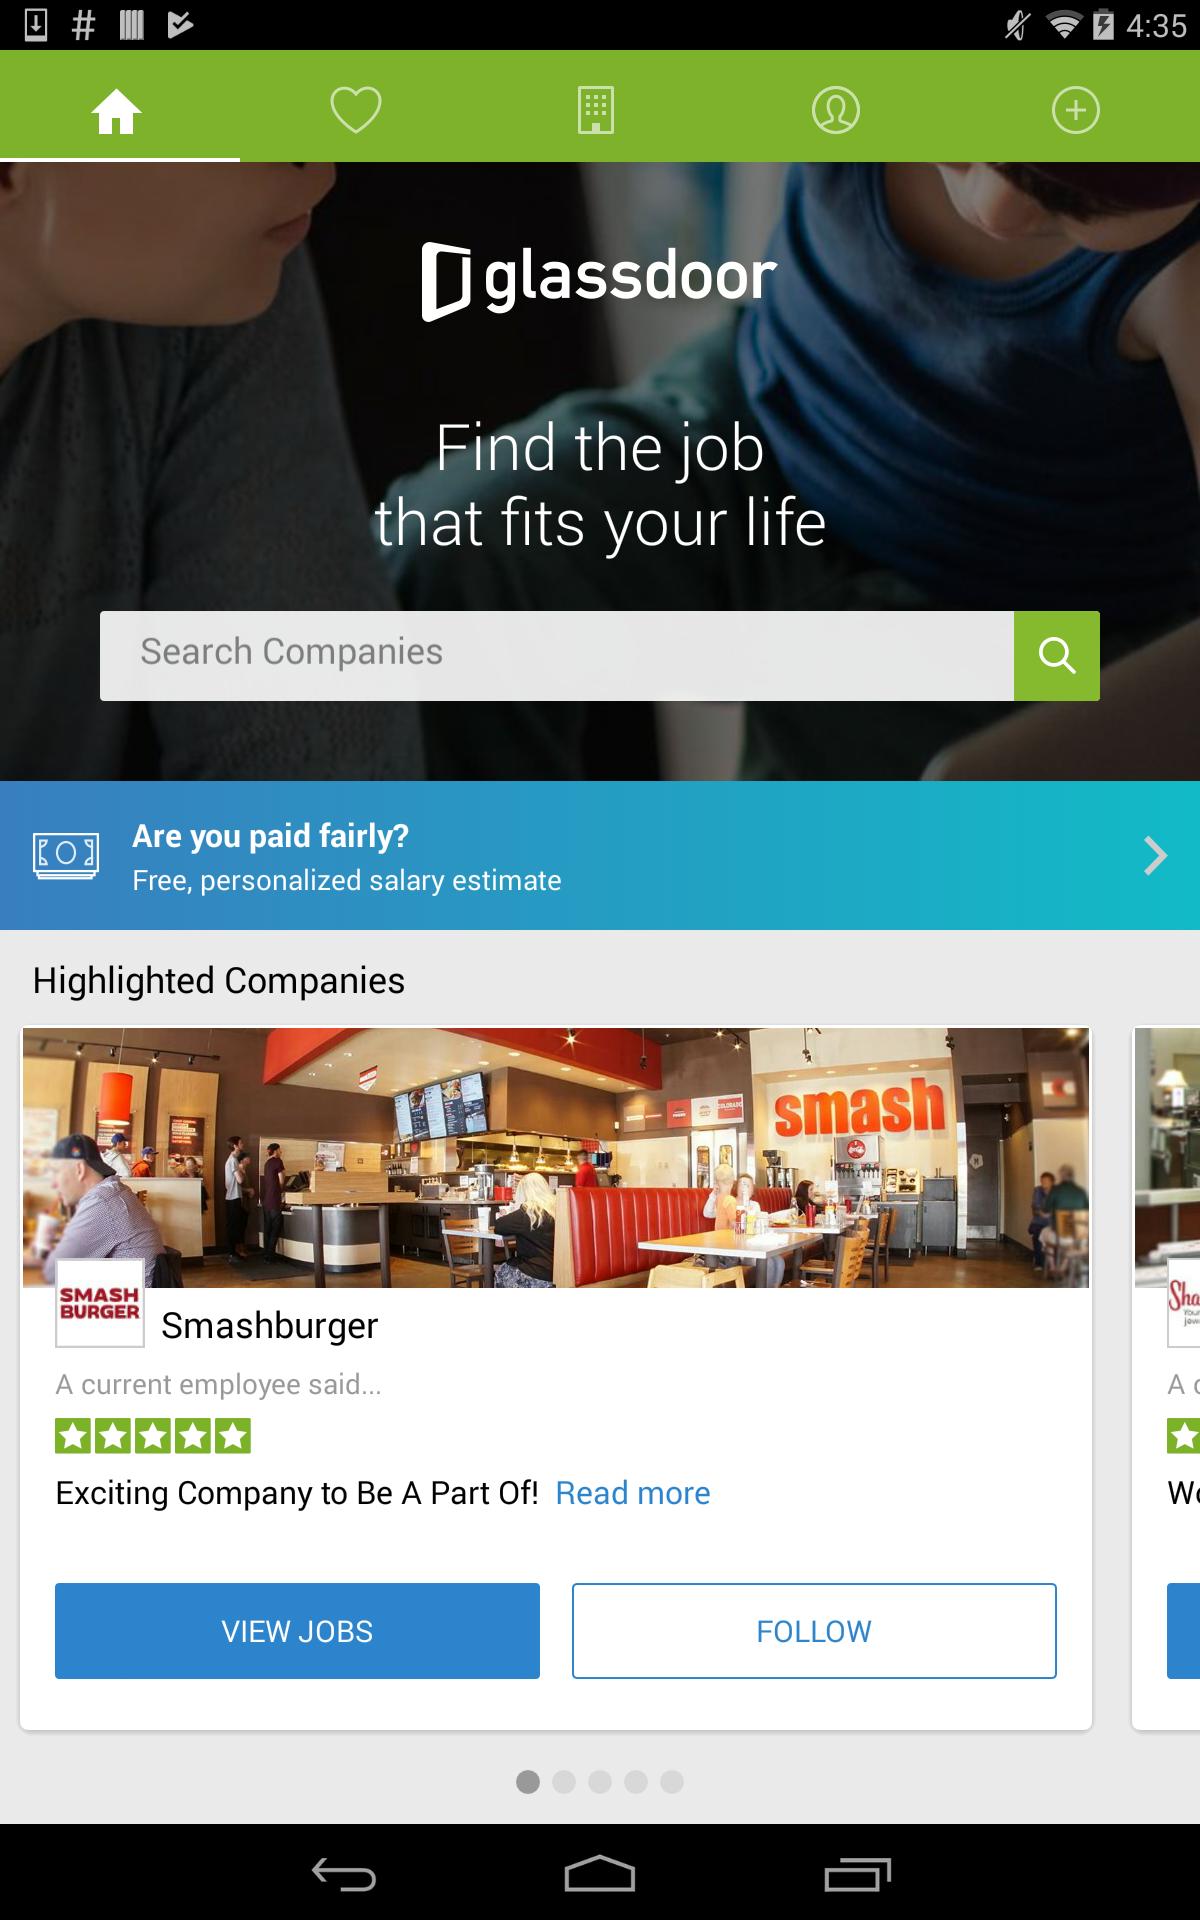 4:35
glassdoor
Find the job
that fits your life
Search Companies
Are you paid fairly?
Free, personalized salary estimate
Highlighted Companies
smash
SMASH
BURGER
Smashburger
A current employee said...
Exciting Company to Be A Part Of! Read more
VIEW JOBS
FOLLOW
Sha
A c
Wo